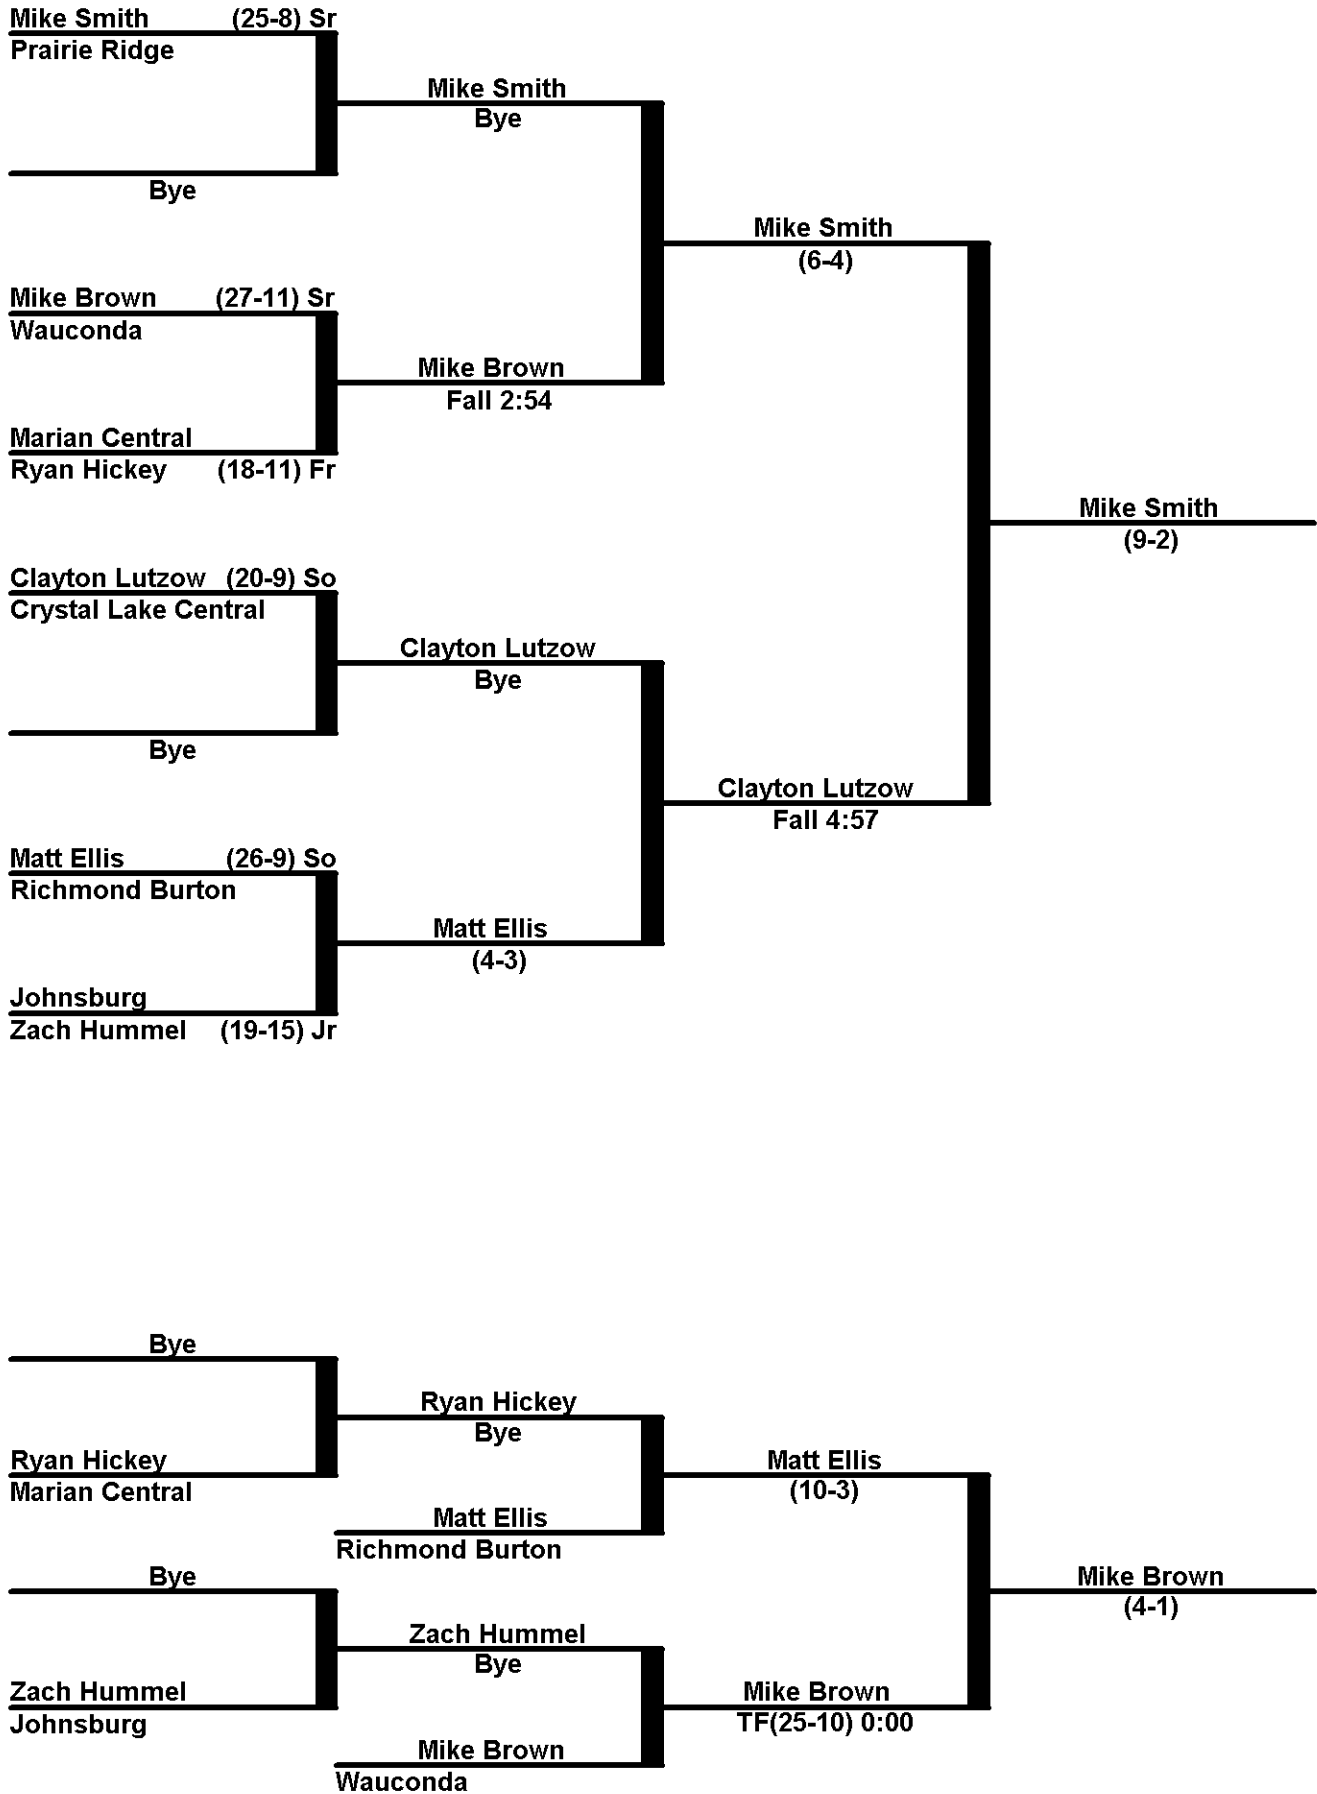 Mike Smith (25-8) Sr
Prairie Ridge
Mike Smith
Bye
Bye
Mike Smith
(6-4)
Mike Brown (27-11) Sr
Wauconda
Mike Brown
Fall 2:54
Marian Central
Ryan Hickey (18-11) Fr
Mike Smith
(9-2)
Clayton Lutzow (20-9) So
Crystal Lake Central
Clayton Lutzow
Bye
Bye
Clayton Lutzow
Fall 4:57
Matt Ellis (26-9) So
Richmond Burton
Matt Ellis
(4-3)
Johnsburg
Zach Hummel (19-15) Jr
Bye
Ryan Hickey
Bye
Ryan Hickey
Marian Central
Matt Ellis
(10-3)
Matt Ellis
Richmond Burton
Bye
Mike Brown
(4-1)
Zach Hummel
Bye
Zach Hummel
Johnsburg
Mike Brown
TF(25-10) 0:00
Mike Brown
Wauconda